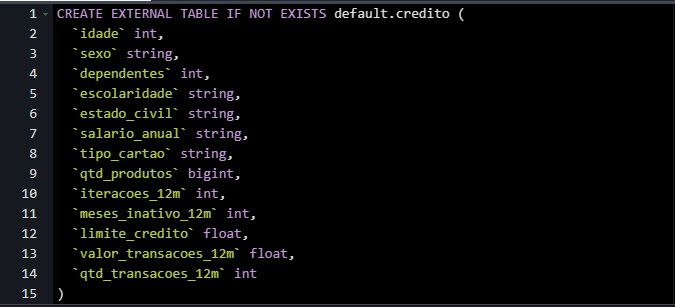 1 CREATE EXTERNAL TABLE IF NOT EXISTS default.credito (
2 `idade` int,
3 `sexo` string,
4 `dependentes` int,
5 `escolaridade` string,
6 `estado_civil` string,
7 `salario_anual` string,
8 `tipo_cartao` string,
9 `qtd_produtos` bigint,
10 `iteracoes_12m` int,
11 `meses_inativo_12m` int,
12 `limite_credito` float,
13 `valor_transacoes_12m` float,
14 `qtd_transacoes_12m` int
15 )